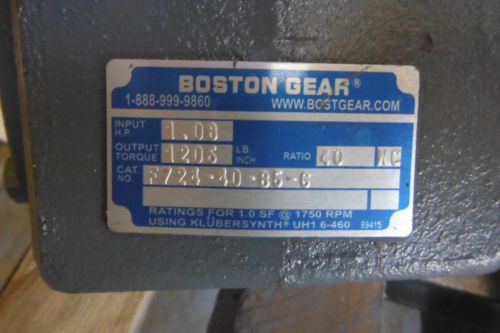 BOSTON GEAR®
1-888-999-9860 WWW.BOSTGEAR.COM
INPUT H.P. 1.08
OUTPUT TORQUE 1205 LB. INCH RATIO 40
CAT. NO. F724-40-B5-G
RATINGS FOR 1.0 SF @ 1750 RPM
USING KLÜBERSYNTH® UH1 6-460 89415